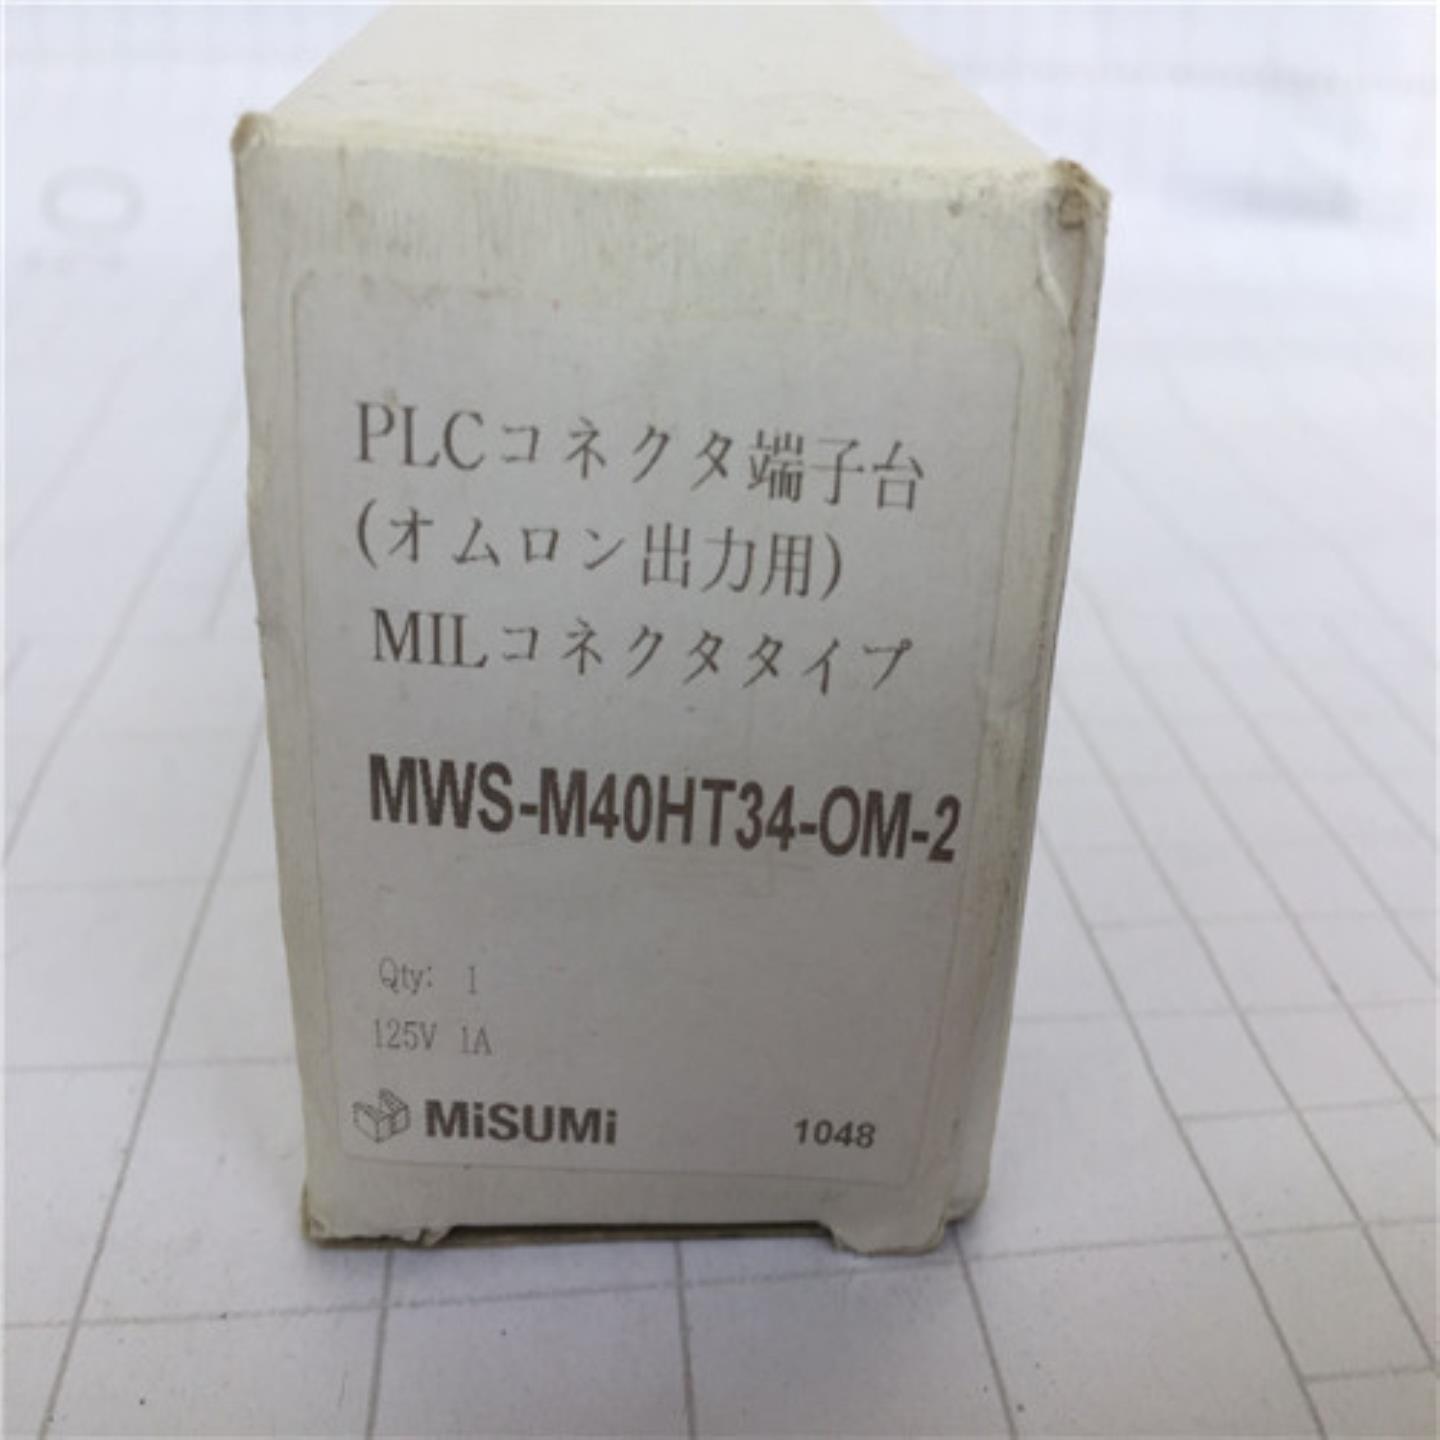 PLCコネクタ端子台
(オムロン出力用)
MILコネクタタイプ
MWS-M40HT34-OM-2
Qty: 1
125V 1A
MiSUMi 1048